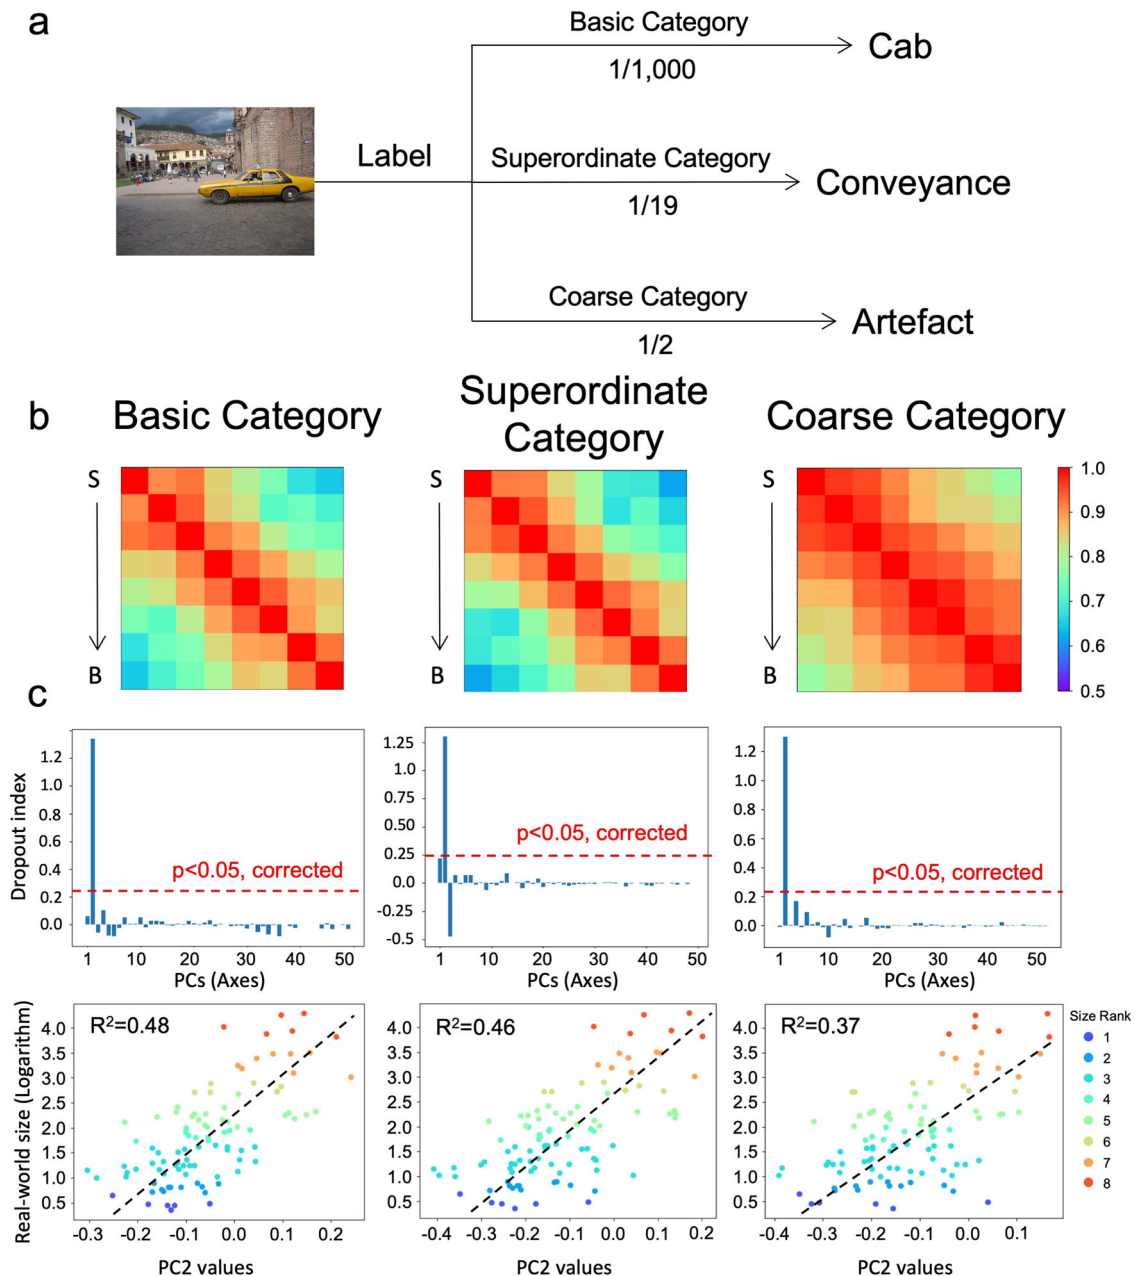 a
Basic Category
1/1,000
Cab
Label
Superordinate Category
1/19
Conveyance
Coarse Category
1/2
Artefact
b
Basic Category
Superordinate
Category
Coarse Category
S
B
S
B
S
B
1.0
0.9
0.8
0.7
0.6
0.5
c
Dropout index
1.2
1.0
0.8
0.6
0.4
0.2
0.0
p<0.05, corrected
1 10 20 30 40 50
PCs (Axes)
1.25
1.0
0.75
0.50
0.25
0.0
-0.25
-0.5
p<0.05, corrected
1 10 20 30 40 50
PCs (Axes)
1.2
1.0
0.8
0.6
0.4
0.2
0.0
p<0.05, corrected
1 10 20 30 40 50
PCs (Axes)
Real-world size (Logarithm)
4.0
3.5
3.0
2.5
2.0
1.5
1.0
0.5
R²=0.48
-0.3 -0.2 -0.1 0.0 0.1 0.2
PC2 values
4.0
3.5
3.0
2.5
2.0
1.5
1.0
0.5
R²=0.46
-0.4 -0.3 -0.2 -0.1 0.0 0.1 0.2
PC2 values
4.0
3.5
3.0
2.5
2.0
1.5
1.0
0.5
R²=0.37
-0.4 -0.3 -0.2 -0.1 0.0 0.1
PC2 values
Size Rank
1
2
3
4
5
6
7
8